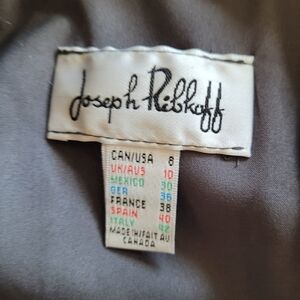 Joseph Ribkoff
CAN/USA 8
UK/AUS 10
MEXICO 30
GER 36
FRANCE 38
SPAIN 40
ITALY 42
MADE IN/FAIT AU
CANADA